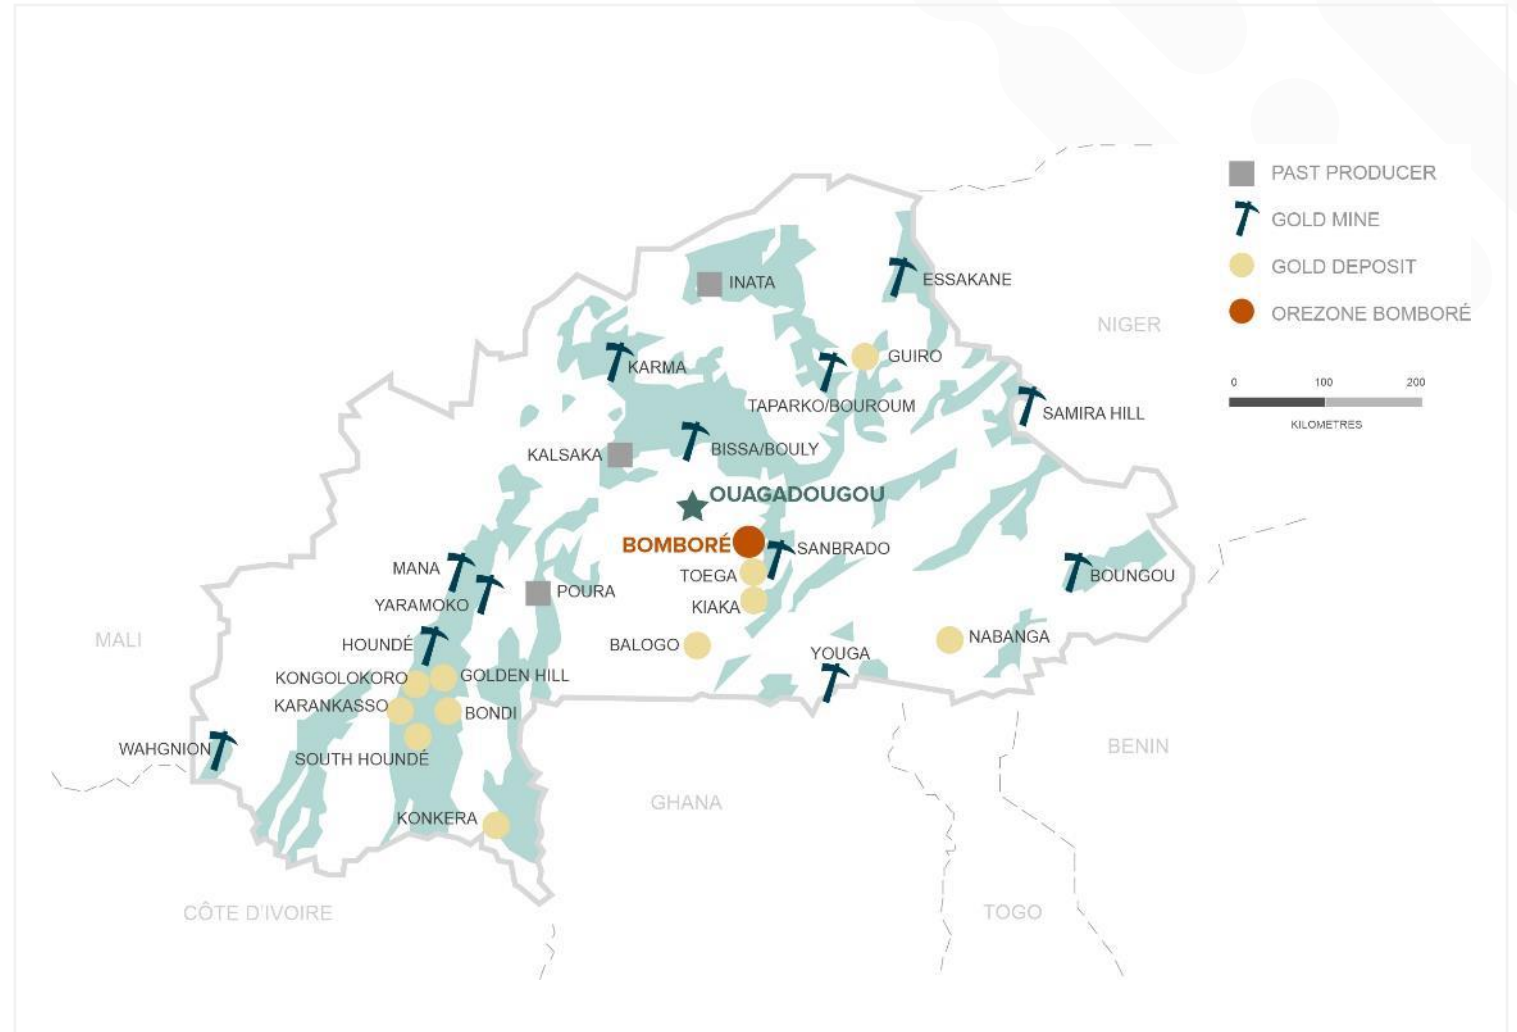 PAST PRODUCER
GOLD MINE
GOLD DEPOSIT
OREZONE BOMBORÉ
0 100 200
KILOMETRES
INATA
ESSAKANE
NIGER
KARMA
GUIRO
TAPARKO/BOUROUM
SAMIRA HILL
KALSAKA
BISSA/BOULY
OUAGADOUGOU
BOMBORÉ
SANBRADO
MANA
TOEGA
BOUNGOU
YARAMOKO
POURA
KIAKA
MALI
HOUNDÉ
BALOGO
YOUGA
NABANGA
KONGOLOKORO
GOLDEN HILL
KARANKASSO
BONDI
WAHGNION
SOUTH HOUNDÉ
BENIN
GHANA
KONKERA
CÔTE D'IVOIRE
TOGO